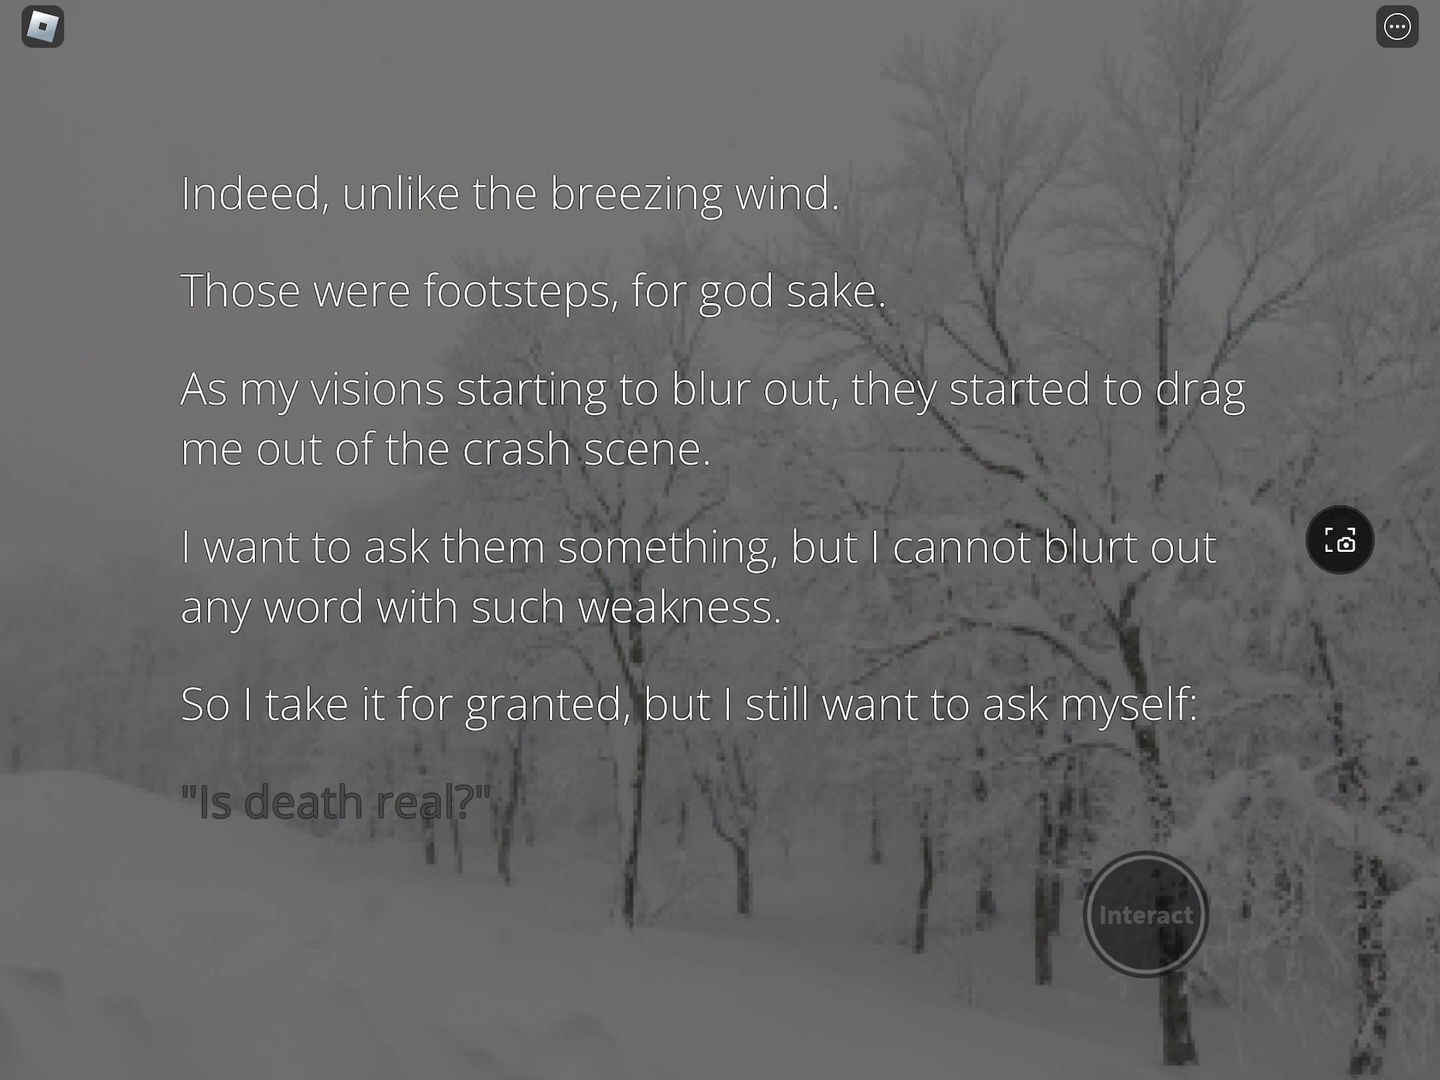 Indeed, unlike the breezing wind.
Those were footsteps, for god sake.
As my visions starting to blur out, they started to drag
me out of the crash scene.
I want to ask them something, but I cannot blurt out
any word with such weakness.
So I take it for granted, but I still want to ask myself:
"Is death real?"
Interact